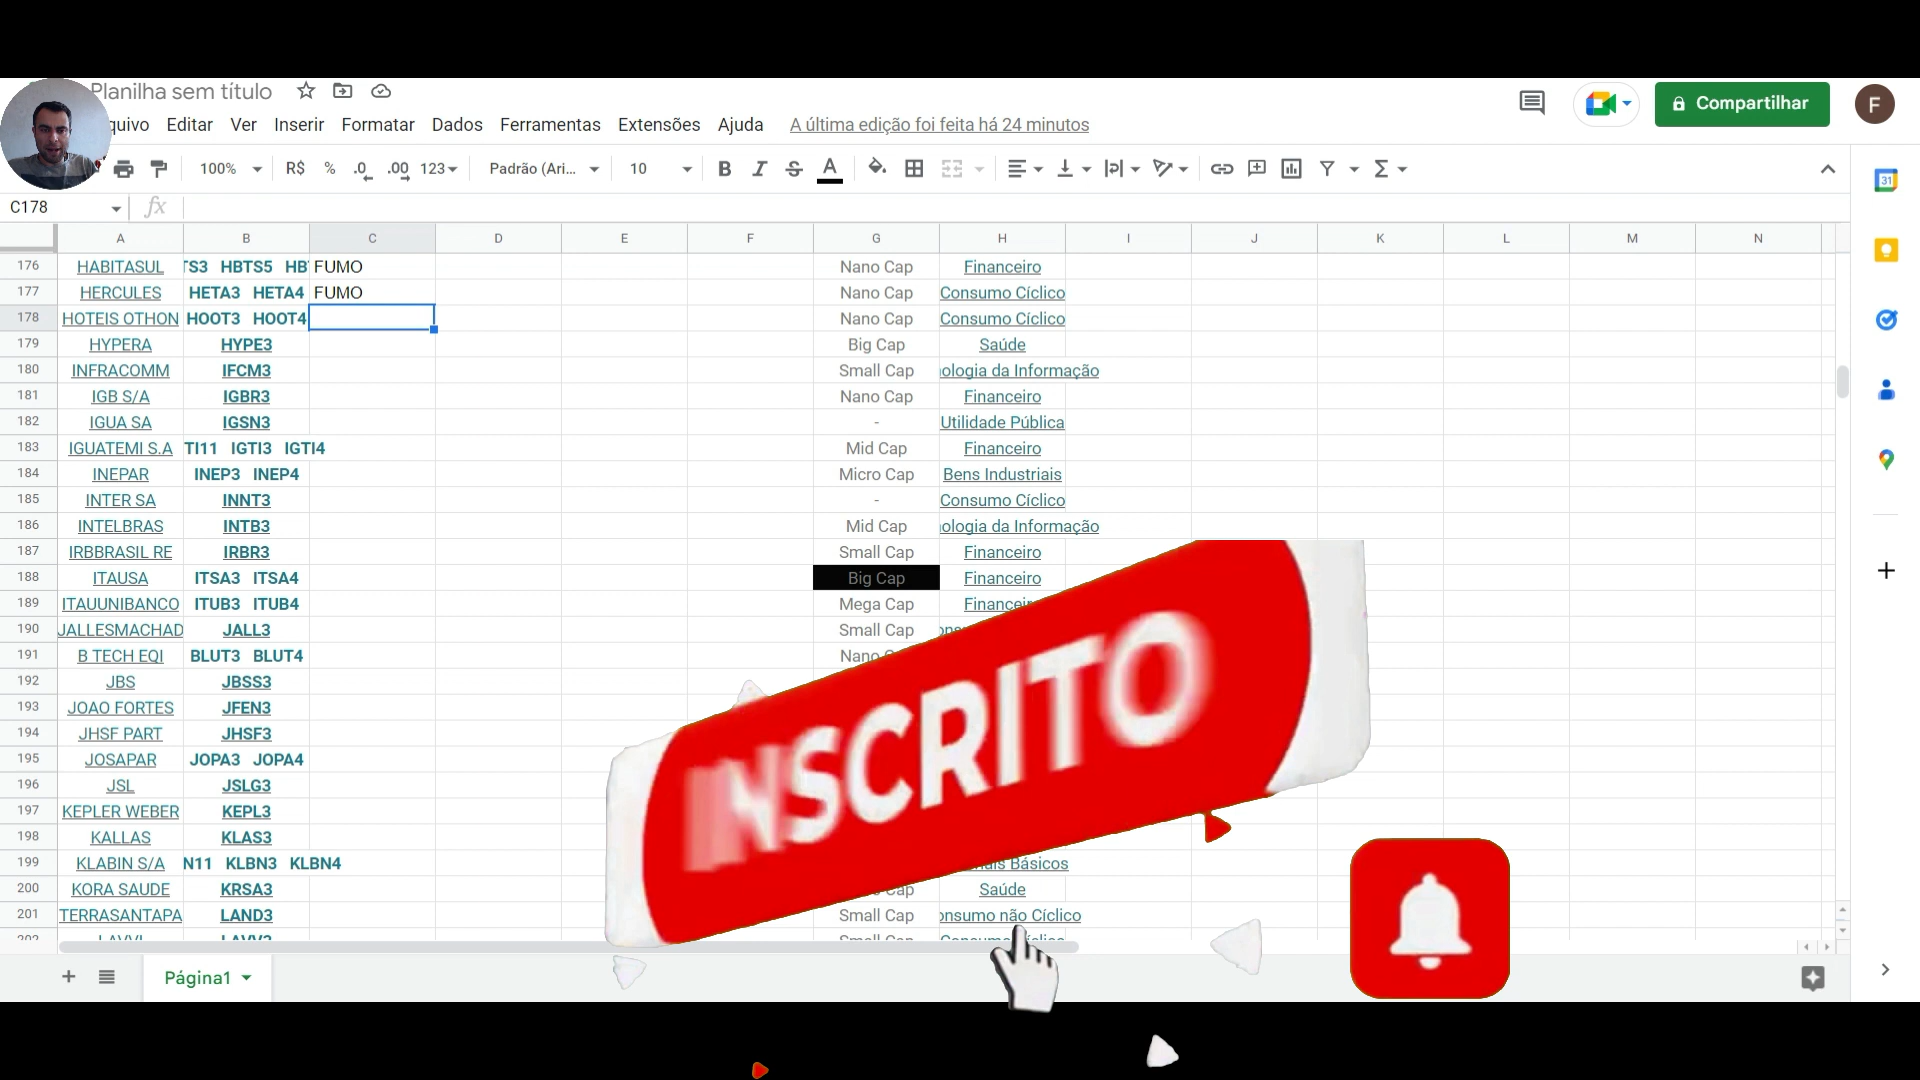 Planilha sem título
quivo Editar Ver Inserir Formatar Dados Ferramentas Extensões Ajuda A última edição foi feita há 24 minutos
Compartilhar
F
100% R$ % .0 .00 123 Padrão (Ari... 10 B I S A
31
C178 fx
A B C D E F G H I J K L M N
176 HABITASUL TS3 HBTS5 HB FUMO Nano Cap Financeiro
177 HERCULES HETA3 HETA4 FUMO Nano Cap Consumo Cíclico
178 HOTEIS OTHON HOOT3 HOOT4 Nano Cap Consumo Cíclico
179 HYPERA HYPE3 Big Cap Saúde
180 INFRACOMM IFCM3 Small Cap ologia da Informação
181 IGB S/A IGBR3 Nano Cap Financeiro
182 IGUA SA IGSN3 - Utilidade Pública
183 IGUATEMI S.A TI11 IGTI3 IGTI4 Mid Cap Financeiro
184 INEPAR INEP3 INEP4 Micro Cap Bens Industriais
185 INTER SA INNT3 - Consumo Cíclico
186 INTELBRAS INTB3 Mid Cap ologia da Informação
187 IRBBRASIL RE IRBR3 Small Cap Financeiro
188 ITAUSA ITSA3 ITSA4 Big Cap Financeiro
189 ITAUUNIBANCO ITUB3 ITUB4 Mega Cap Financeir
190 JALLESMACHAD JALL3 Small Cap
191 B TECH EQI BLUT3 BLUT4 Nano
192 JBS JBSS3
193 JOAO FORTES JFEN3
194 JHSF PART JHSF3
195 JOSAPAR JOPA3 JOPA4
196 JSL JSLG3
197 KEPLER WEBER KEPL3
198 KALLAS KLAS3
199 KLABIN S/A N11 KLBN3 KLBN4 Básicos
200 KORA SAUDE KRSA3 Cap Saúde
201 TERRASANTAPA LAND3 Small Cap onsumo não Cíclico
INSCRITO
Página1